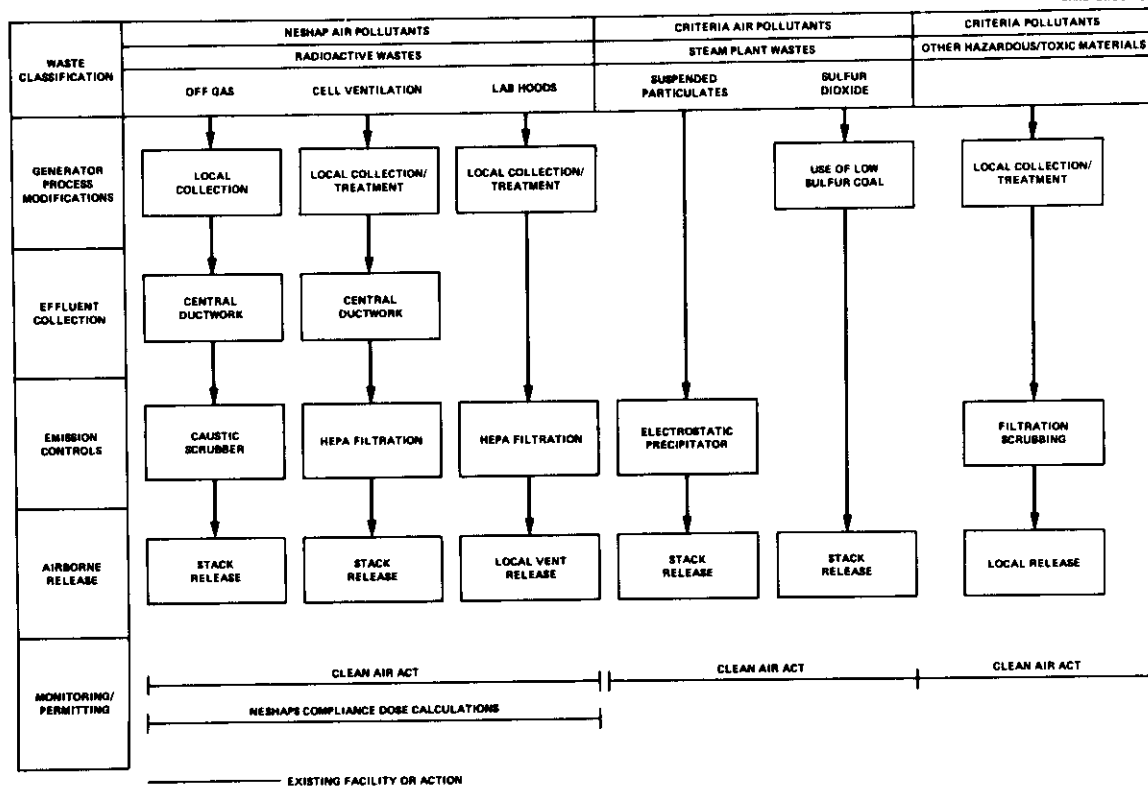 NESHAP AIR POLLUTANTS
CRITERIA AIR POLLUTANTS
CRITERIA POLLUTANTS
WASTE
CLASSIFICATION
RADIOACTIVE WASTES
STEAM PLANT WASTES
OTHER HAZARDOUS/TOXIC MATERIALS
OFF GAS
CELL VENTILATION
LAB HOODS
SUSPENDED
PARTICULATES
SULFUR
DIOXIDE
GENERATOR
PROCESS
MODIFICATIONS
LOCAL
COLLECTION
LOCAL COLLECTION/
TREATMENT
LOCAL COLLECTION/
TREATMENT
USE OF LOW
SULFUR COAL
LOCAL COLLECTION/
TREATMENT
EFFLUENT
COLLECTION
CENTRAL
DUCTWORK
CENTRAL
DUCTWORK
EMISSION
CONTROLS
CAUSTIC
SCRUBBER
HEPA FILTRATION
HEPA FILTRATION
ELECTROSTATIC
PRECIPITATOR
FILTRATION
SCRUBBING
AIRBORNE
RELEASE
STACK
RELEASE
STACK
RELEASE
LOCAL VENT
RELEASE
STACK
RELEASE
STACK
RELEASE
LOCAL RELEASE
MONITORING/
PERMITTING
CLEAN AIR ACT
CLEAN AIR ACT
CLEAN AIR ACT
NESHAPS COMPLIANCE DOSE CALCULATIONS
EXISTING FACILITY OR ACTION